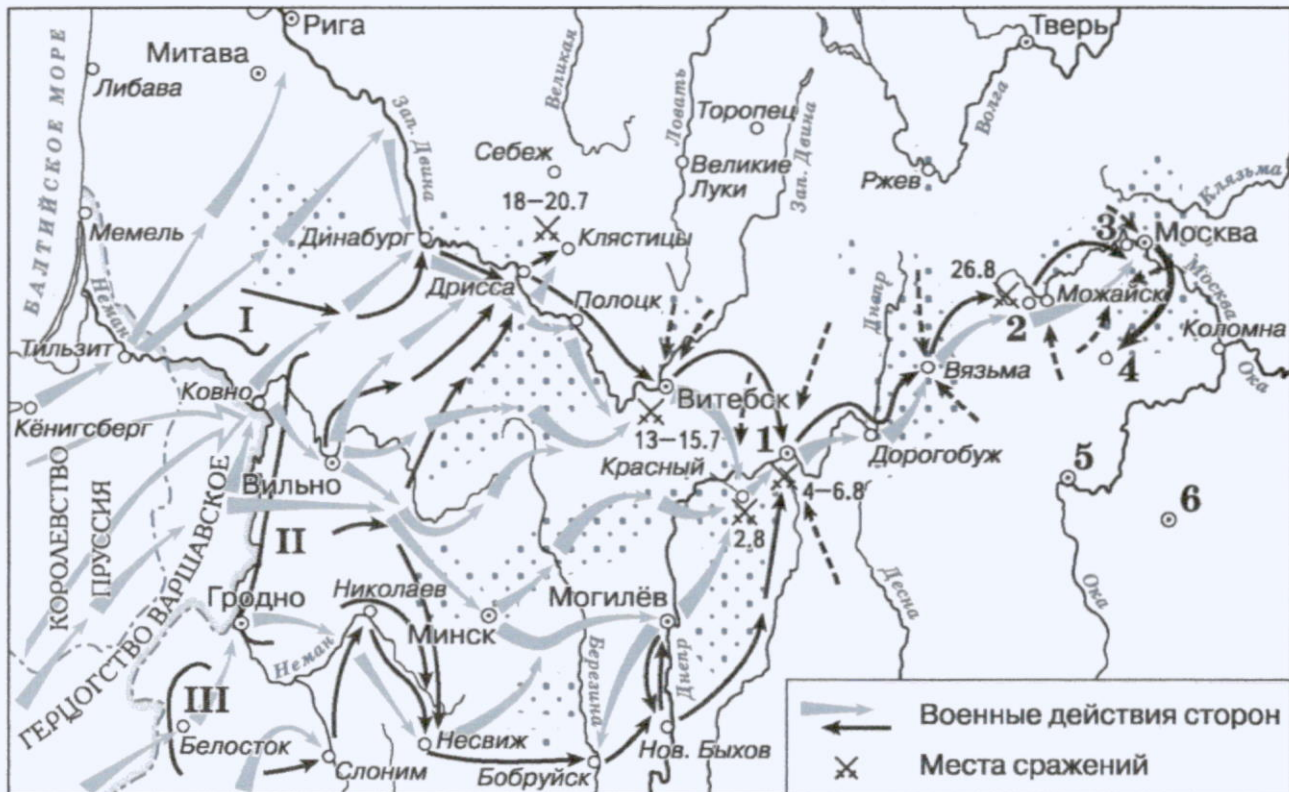 Рига
Тверь
Митава
Либава
БАЛТИЙСКОЕ МОРЕ
Зап. Двина
Великая
Ловать
Торопец
Зап. Двина
Волга
Себеж
Великие
Луки
Ржев
Клязьма
18–20.7
Мемель
Динабург
Клястицы
3
Москва
Москва
26.8
Дрисса
Неман
I
Полоцк
Днепр
Можайск
2
Коломна
Тильзит
4
Ока
Ковно
Витебск
Вязьма
Кёнигсберг
13–15.7
1
Красный
Дорогобуж
Вильно
4–6.8
5
6
КОРОЛЕВСТВО
ПРУССИЯ
ГЕРЦОГСТВО ВАРШАВСКОЕ
II
2.8
Гродно
Николаев
Минск
Могилёв
Неман
Березина
Днепр
Десна
Ока
III
Белосток
Слоним
Несвиж
Бобруйск
Нов. Быхов
Военные действия сторон
Места сражений